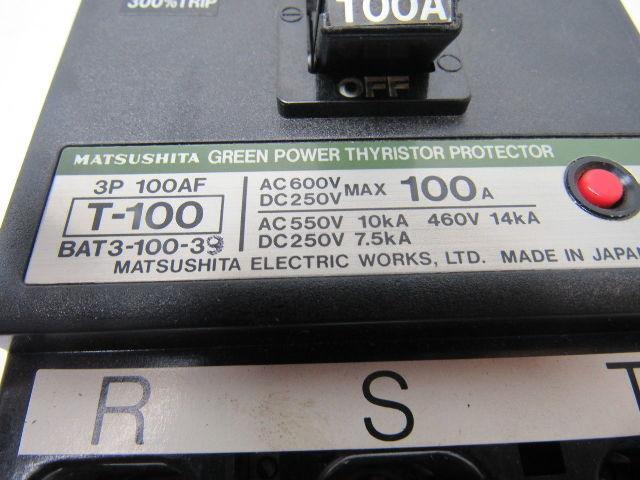 300%TRIP
100A
OFF
MATSUSHITA GREEN POWER THYRISTOR PROTECTOR
3P 100AF
T-100
BAT3-100-39
AC600V
DC250V MAX 100A
AC550V 10kA 460V 14kA
DC250V 7.5kA
MATSUSHITA ELECTRIC WORKS, LTD. MADE IN JAPAN
R S T